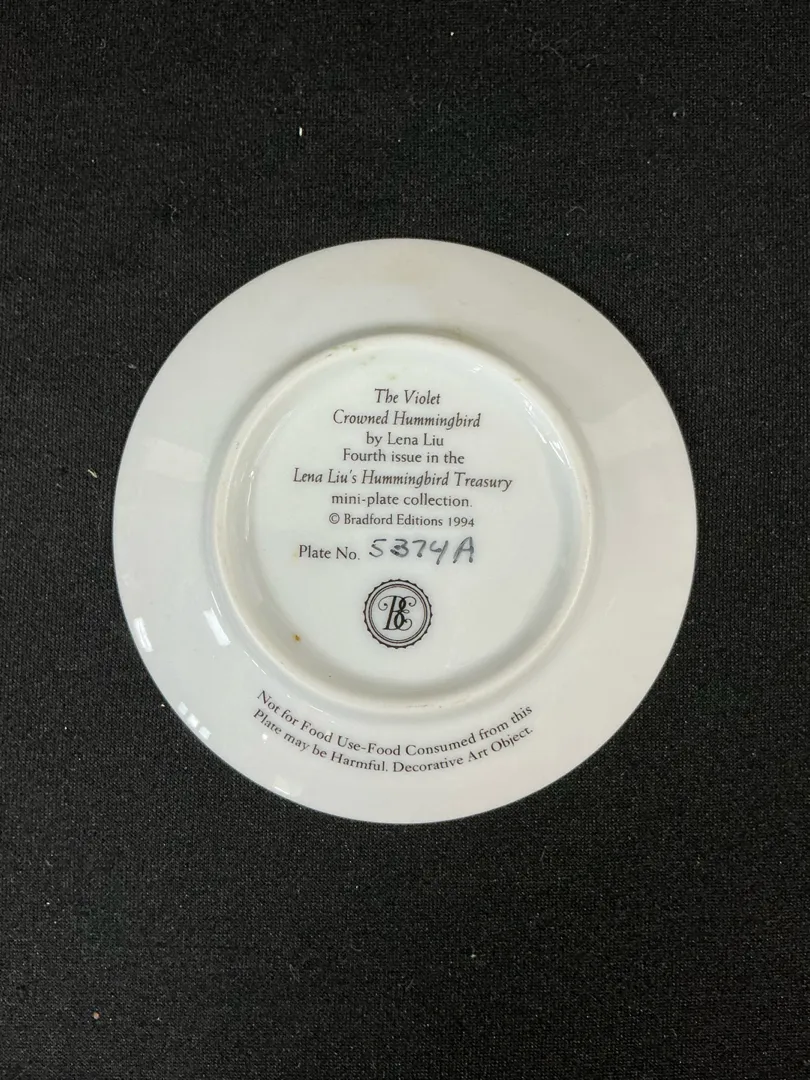 The Violet
Crowned Hummingbird
by Lena Liu
Fourth issue in the
Lena Liu's Hummingbird Treasury
mini-plate collection.
© Bradford Editions 1994
Plate No. 5374A
BE
Not for Food Use-Food Consumed from this
Plate may be Harmful. Decorative Art Object.